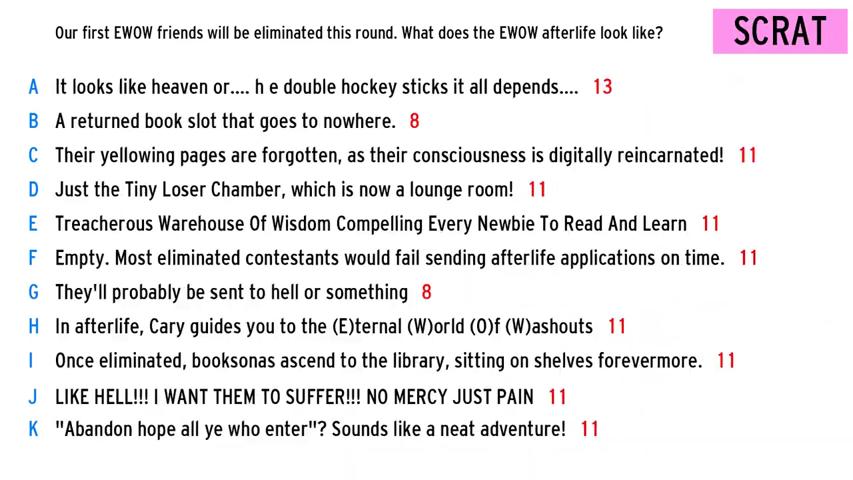 Our first EWOW friends will be eliminated this round. What does the EWOW afterlife look like?
SCRAT
A It looks like heaven or.... h e double hockey sticks it all depends.... 13
B A returned book slot that goes to nowhere. 8
C Their yellowing pages are forgotten, as their consciousness is digitally reincarnated! 11
D Just the Tiny Loser Chamber, which is now a lounge room! 11
E Treacherous Warehouse Of Wisdom Compelling Every Newbie To Read And Learn 11
F Empty. Most eliminated contestants would fail sending afterlife applications on time. 11
G They'll probably be sent to hell or something 8
H In afterlife, Cary guides you to the (E)ternal (W)orld (O)f (W)ashouts 11
I Once eliminated, booksonas ascend to the library, sitting on shelves forevermore. 11
J LIKE HELL!!! I WANT THEM TO SUFFER!!! NO MERCY JUST PAIN 11
K "Abandon hope all ye who enter"? Sounds like a neat adventure! 11